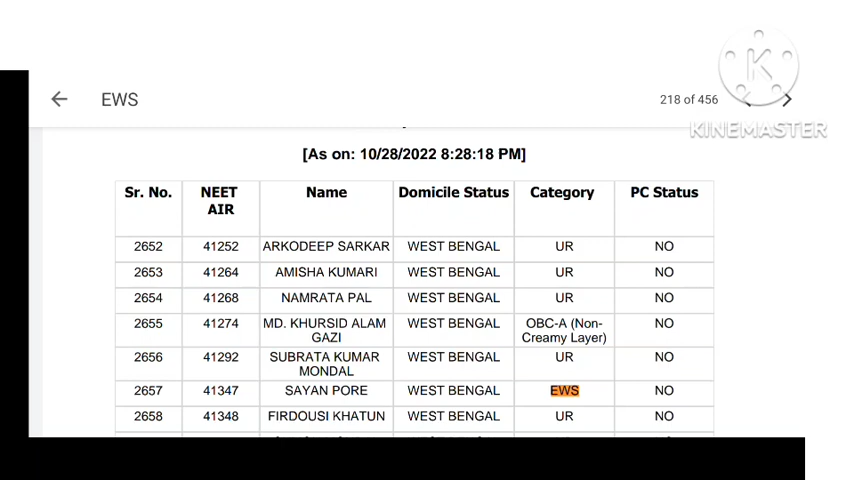 EWS
218 of 456
K
KINEMASTER
[As on: 10/28/2022 8:28:18 PM]
Sr. No. NEET AIR Name Domicile Status Category PC Status
2652 41252 ARKODEEP SARKAR WEST BENGAL UR NO
2653 41264 AMISHA KUMARI WEST BENGAL UR NO
2654 41268 NAMRATA PAL WEST BENGAL UR NO
2655 41274 MD. KHURSID ALAM GAZI WEST BENGAL OBC-A (Non-Creamy Layer) NO
2656 41292 SUBRATA KUMAR MONDAL WEST BENGAL UR NO
2657 41347 SAYAN PORE WEST BENGAL EWS NO
2658 41348 FIRDOUSI KHATUN WEST BENGAL UR NO